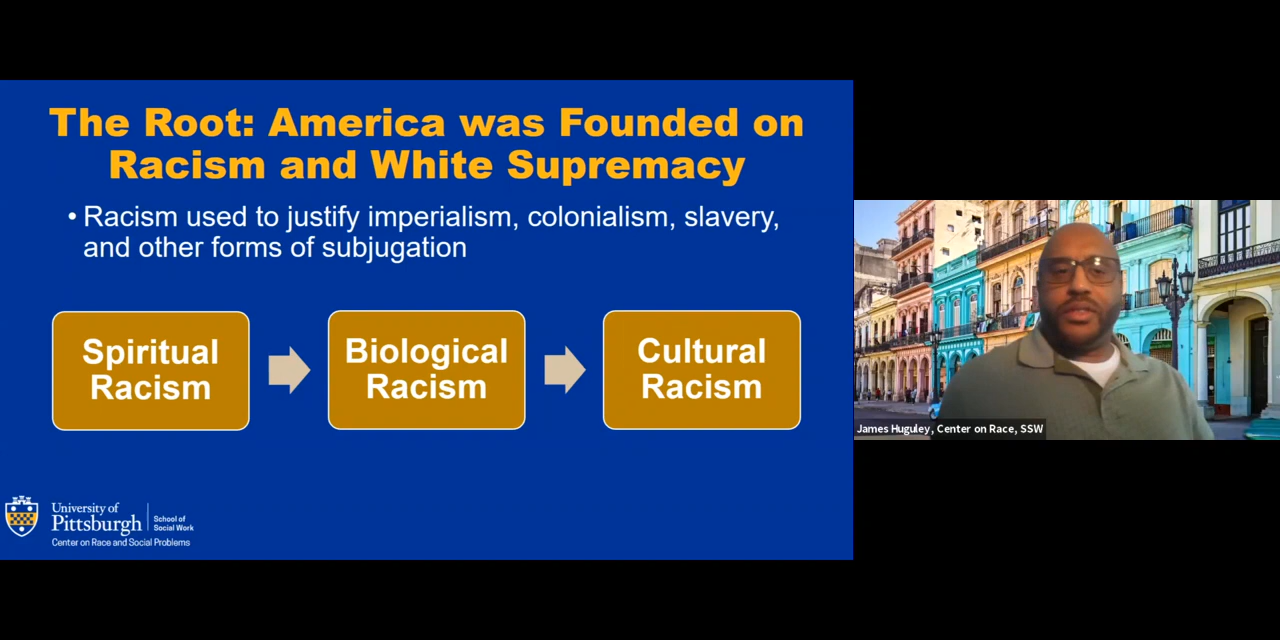 The Root: America was Founded on
Racism and White Supremacy
• Racism used to justify imperialism, colonialism, slavery,
and other forms of subjugation
Spiritual
Racism
Biological
Racism
Cultural
Racism
University of
Pittsburgh
School of
Social Work
Center on Race and Social Problems
James Huguley, Center on Race, SSW